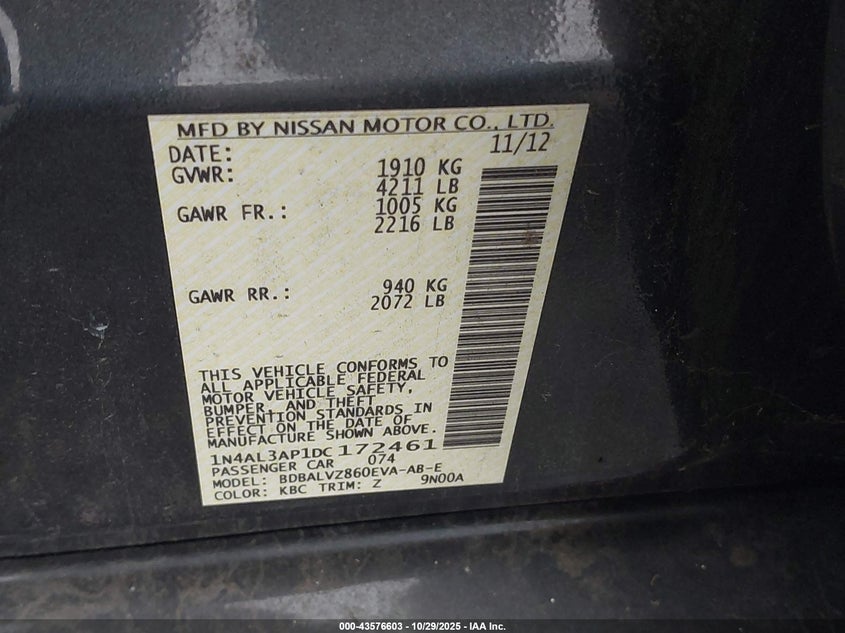 MFD BY NISSAN MOTOR CO., LTD.
DATE: 11/12
GVWR: 1910 KG
4211 LB
GAWR FR.: 1005 KG
2216 LB
GAWR RR.: 940 KG
2072 LB
THIS VEHICLE CONFORMS TO
ALL APPLICABLE FEDERAL
MOTOR VEHICLE SAFETY,
BUMPER, AND THEFT
PREVENTION STANDARDS IN
EFFECT ON THE DATE OF
MANUFACTURE SHOWN ABOVE.
1N4AL3AP1DC172461
PASSENGER CAR 074
MODEL: BDBALVZ860EVA-AB-E
COLOR: KBC TRIM: Z 9N00A
000-43576603 - 10/29/2025 - IAA Inc.